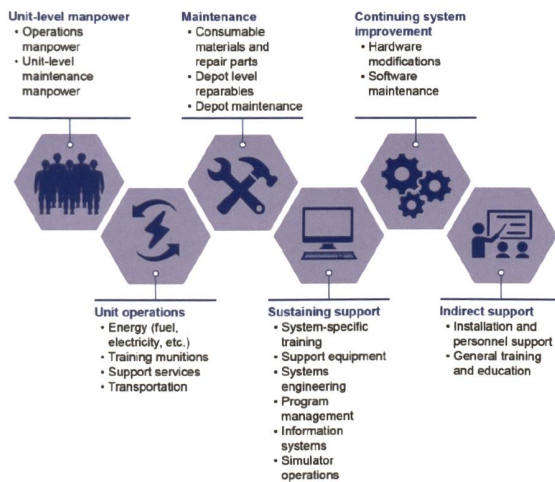 Unit-level manpower
• Operations
manpower
• Unit-level
maintenance
manpower
Maintenance
• Consumable
materials and
repair parts
• Depot level
reparables
• Depot maintenance
Continuing system
improvement
• Hardware
modifications
• Software
maintenance
Unit operations
• Energy (fuel,
electricity, etc.)
• Training munitions
• Support services
• Transportation
Sustaining support
• System-specific
training
• Support equipment
• Systems
engineering
• Program
management
• Information
systems
• Simulator
operations
Indirect support
• Installation and
personnel support
• General training
and education